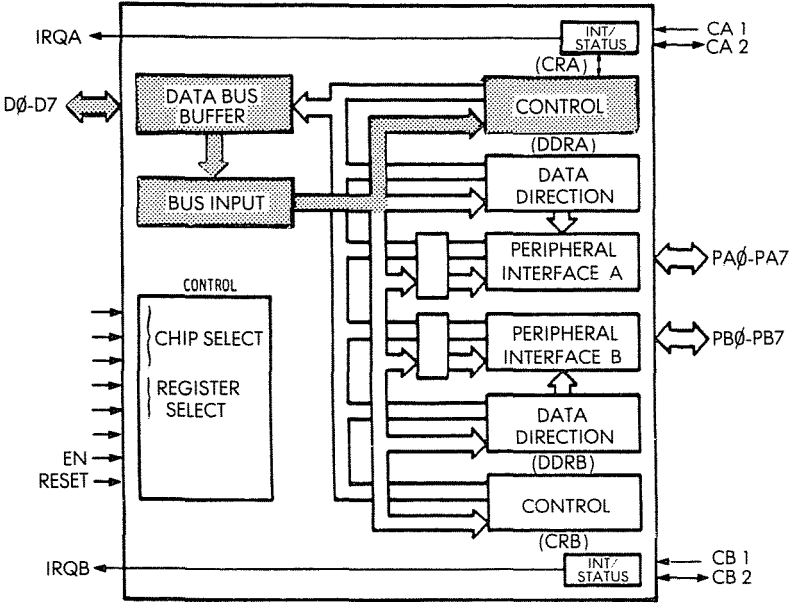 IRQA
INT/
STATUS
CA 1
CA 2
(CRA)
DØ-D7
DATA BUS
BUFFER
CONTROL
(DDRA)
DATA
DIRECTION
BUS INPUT
PERIPHERAL
INTERFACE A
PAØ-PA7
CONTROL
CHIP SELECT
PERIPHERAL
INTERFACE B
PBØ-PB7
REGISTER
SELECT
DATA
DIRECTION
(DDRB)
EN
RESET
CONTROL
(CRB)
IRQB
INT/
STATUS
CB 1
CB 2